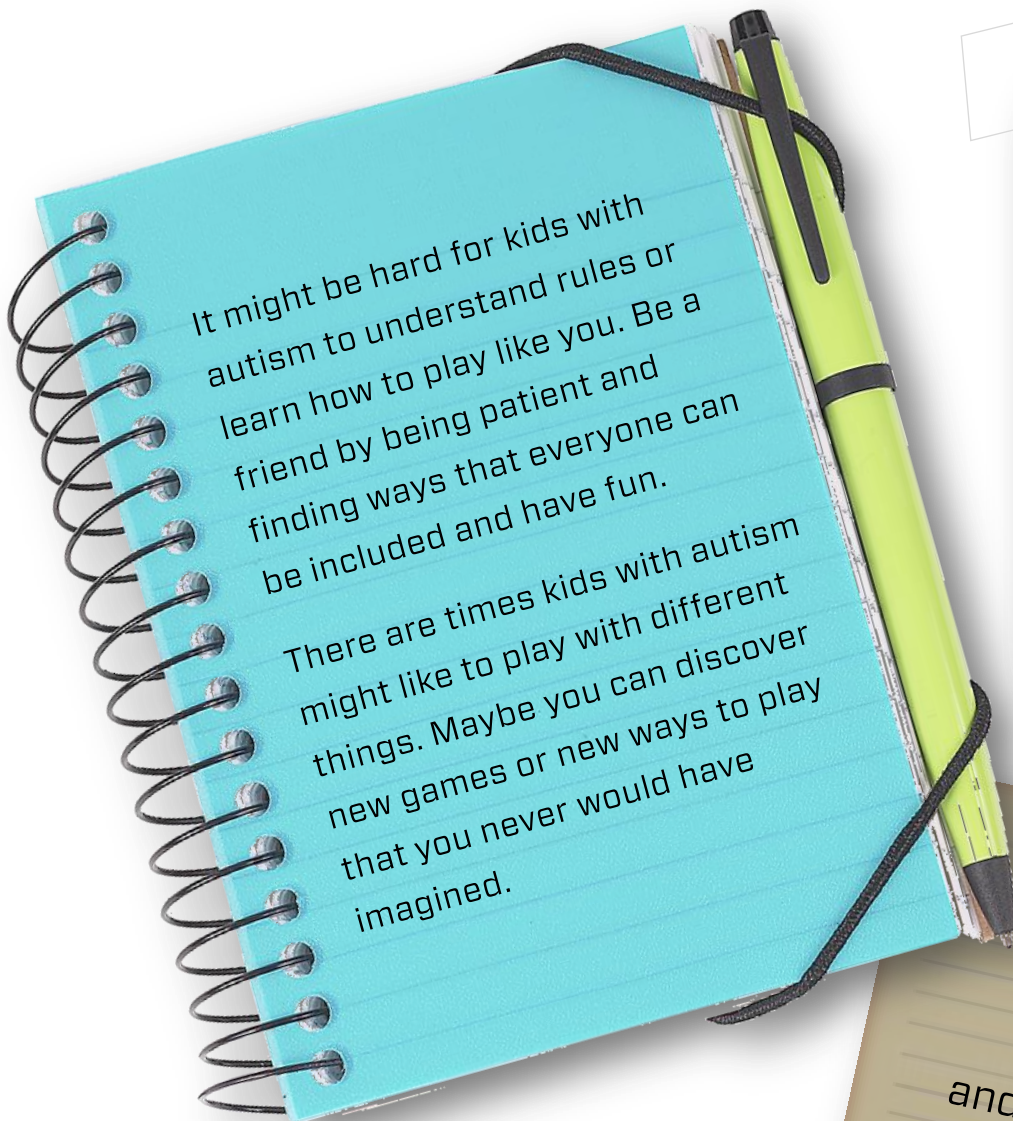 It might be hard for kids with
autism to understand rules or
learn how to play like you. Be a
friend by being patient and
finding ways that everyone can
be included and have fun.
There are times kids with autism
might like to play with different
things. Maybe you can discover
new games or new ways to play
that you never would have
imagined.